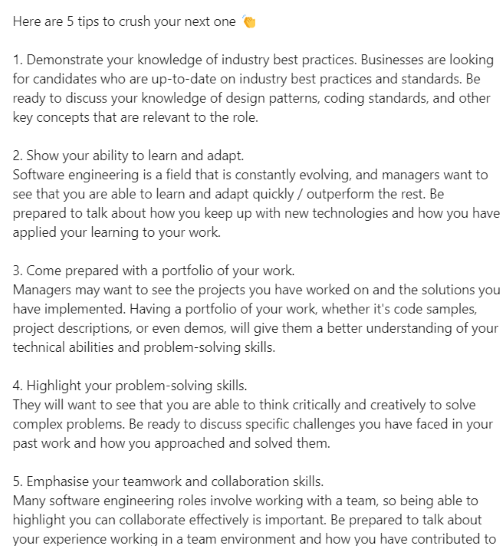 Here are 5 tips to crush your next one 👏
1. Demonstrate your knowledge of industry best practices. Businesses are looking
for candidates who are up-to-date on industry best practices and standards. Be
ready to discuss your knowledge of design patterns, coding standards, and other
key concepts that are relevant to the role.
2. Show your ability to learn and adapt.
Software engineering is a field that is constantly evolving, and managers want to
see that you are able to learn and adapt quickly / outperform the rest. Be
prepared to talk about how you keep up with new technologies and how you have
applied your learning to your work.
3. Come prepared with a portfolio of your work.
Managers may want to see the projects you have worked on and the solutions you
have implemented. Having a portfolio of your work, whether it's code samples,
project descriptions, or even demos, will give them a better understanding of your
technical abilities and problem-solving skills.
4. Highlight your problem-solving skills.
They will want to see that you are able to think critically and creatively to solve
complex problems. Be ready to discuss specific challenges you have faced in your
past work and how you approached and solved them.
5. Emphasise your teamwork and collaboration skills.
Many software engineering roles involve working with a team, so being able to
highlight you can collaborate effectively is important. Be prepared to talk about
your experience working in a team environment and how you have contributed to